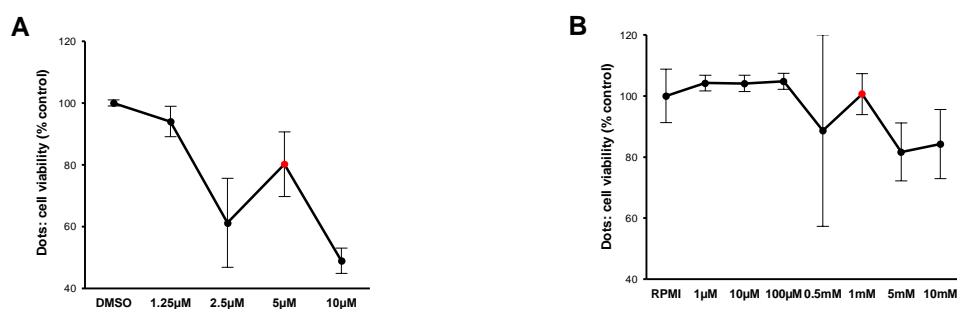 A
Dots: cell viability (% control)
120
100
80
60
40
DMSO 1.25µM 2.5µM 5µM 10µM
B
Dots: cell viability (% control)
120
100
80
60
40
RPMI 1µM 10µM 100µM 0.5mM 1mM 5mM 10mM